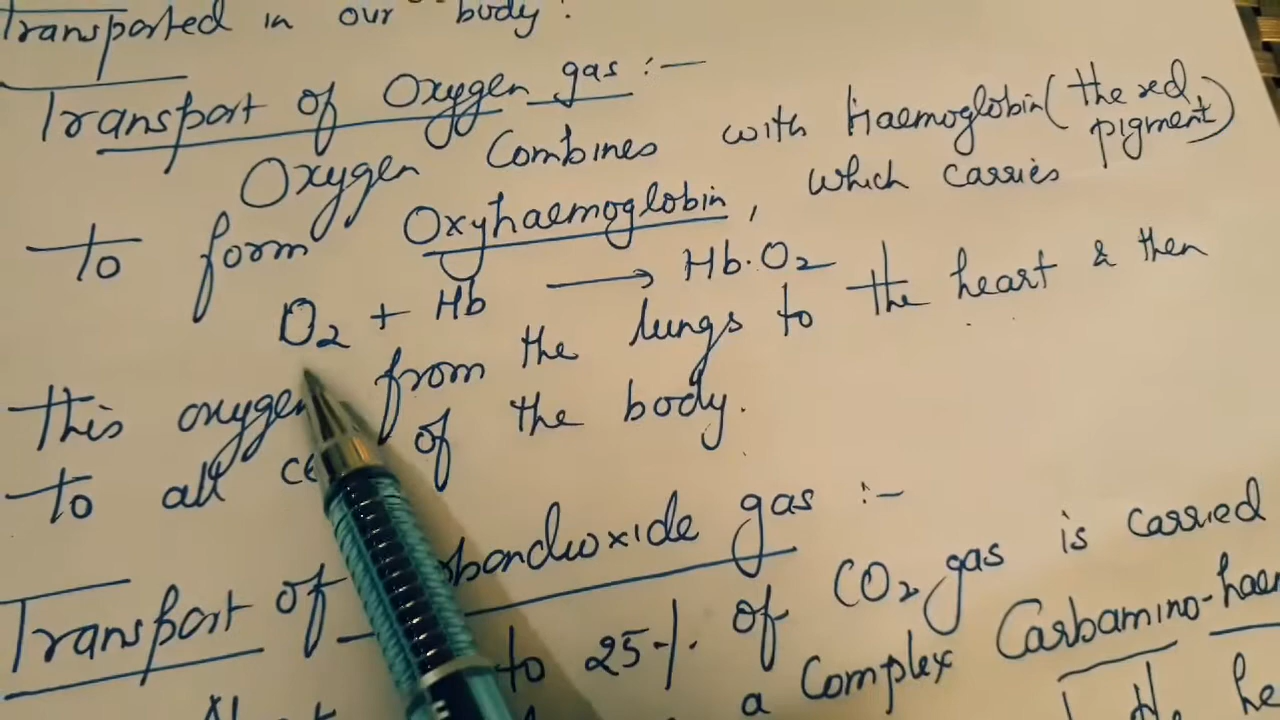 Transported in our body.
Transport of Oxygen gas :-
Oxygen Combines with Haemoglobin (the red pigment)
to form Oxyhaemoglobin, which carries
O2 + Hb → Hb.O2
this oxygen from the lungs to the heart & then
to all of the body.
Transport of gas :-
to 25% of CO2 gas is carried
a Complex Carbamino-haem